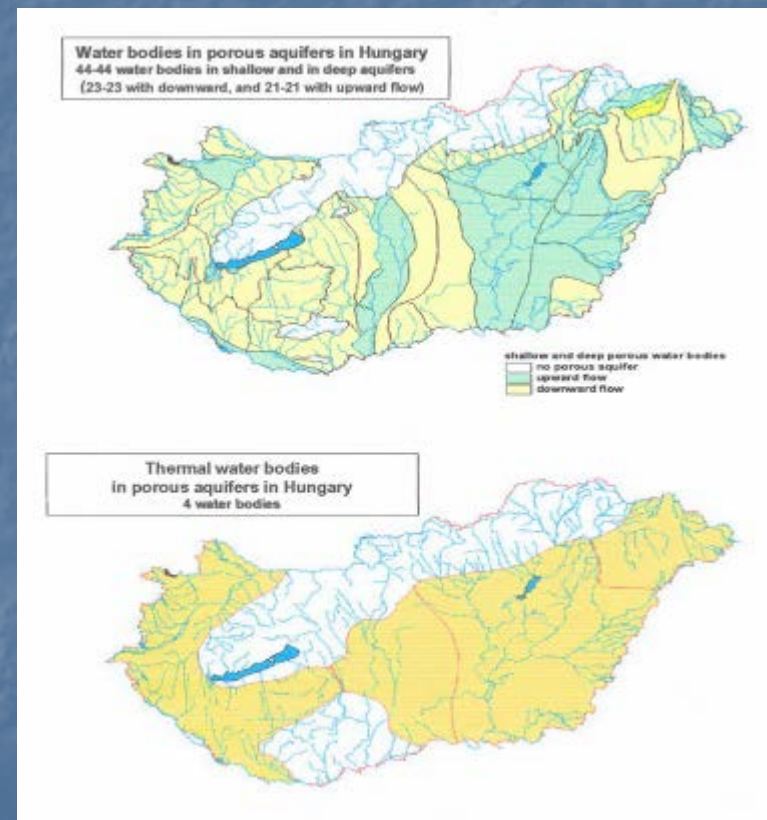 Water bodies in porous aquifers in Hungary
44-44 water bodies in shallow and in deep aquifers
(23-23 with downward, and 21-21 with upward flow)
shallow and deep porous water bodies
no porous aquifer
upward flow
downward flow
Thermal water bodies
in porous aquifers in Hungary
4 water bodies